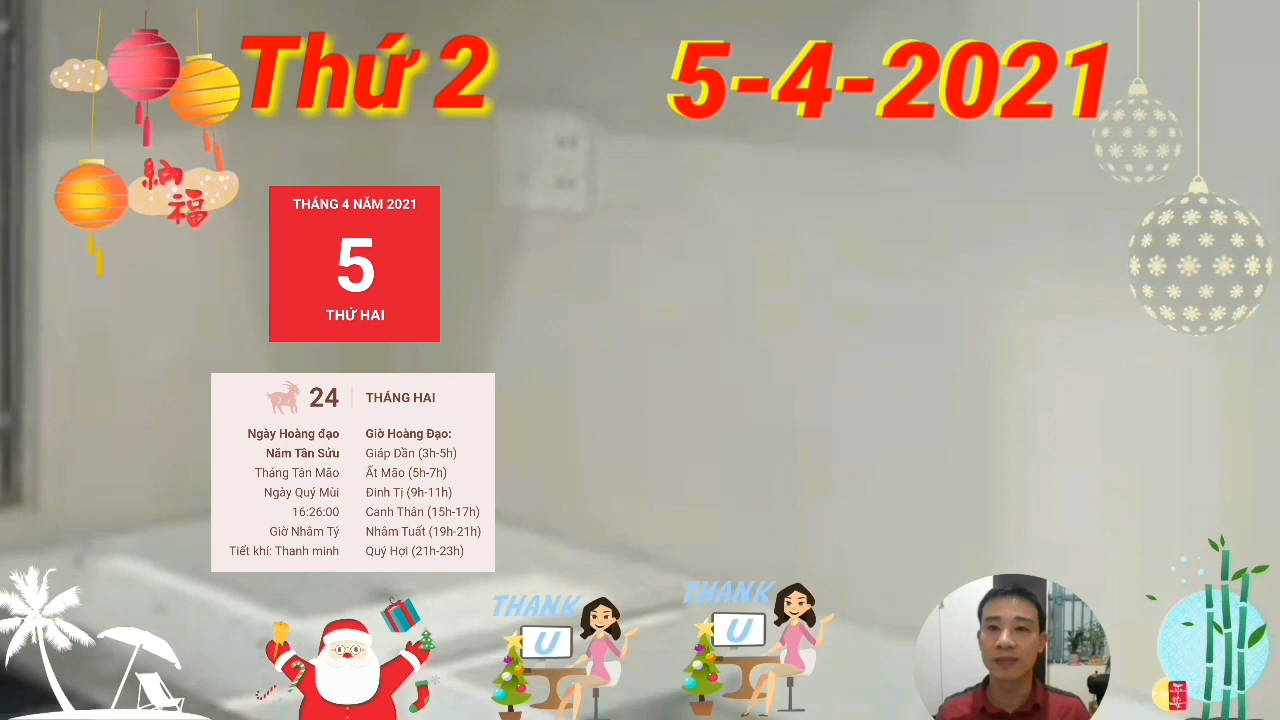 Thứ 2
5-4-2021
納
福
THÁNG 4 NĂM 2021
5
THỨ HAI
24
THÁNG HAI
Ngày Hoàng đạo
Năm Tân Sửu
Tháng Tân Mão
Ngày Quý Mùi
16:26:00
Giờ Nhâm Tý
Tiết khí: Thanh minh
Giờ Hoàng Đạo:
Giáp Dần (3h-5h)
Ất Mão (5h-7h)
Đinh Tị (9h-11h)
Canh Thân (15h-17h)
Nhâm Tuất (19h-21h)
Quý Hợi (21h-23h)
THANK
U
THANK
U